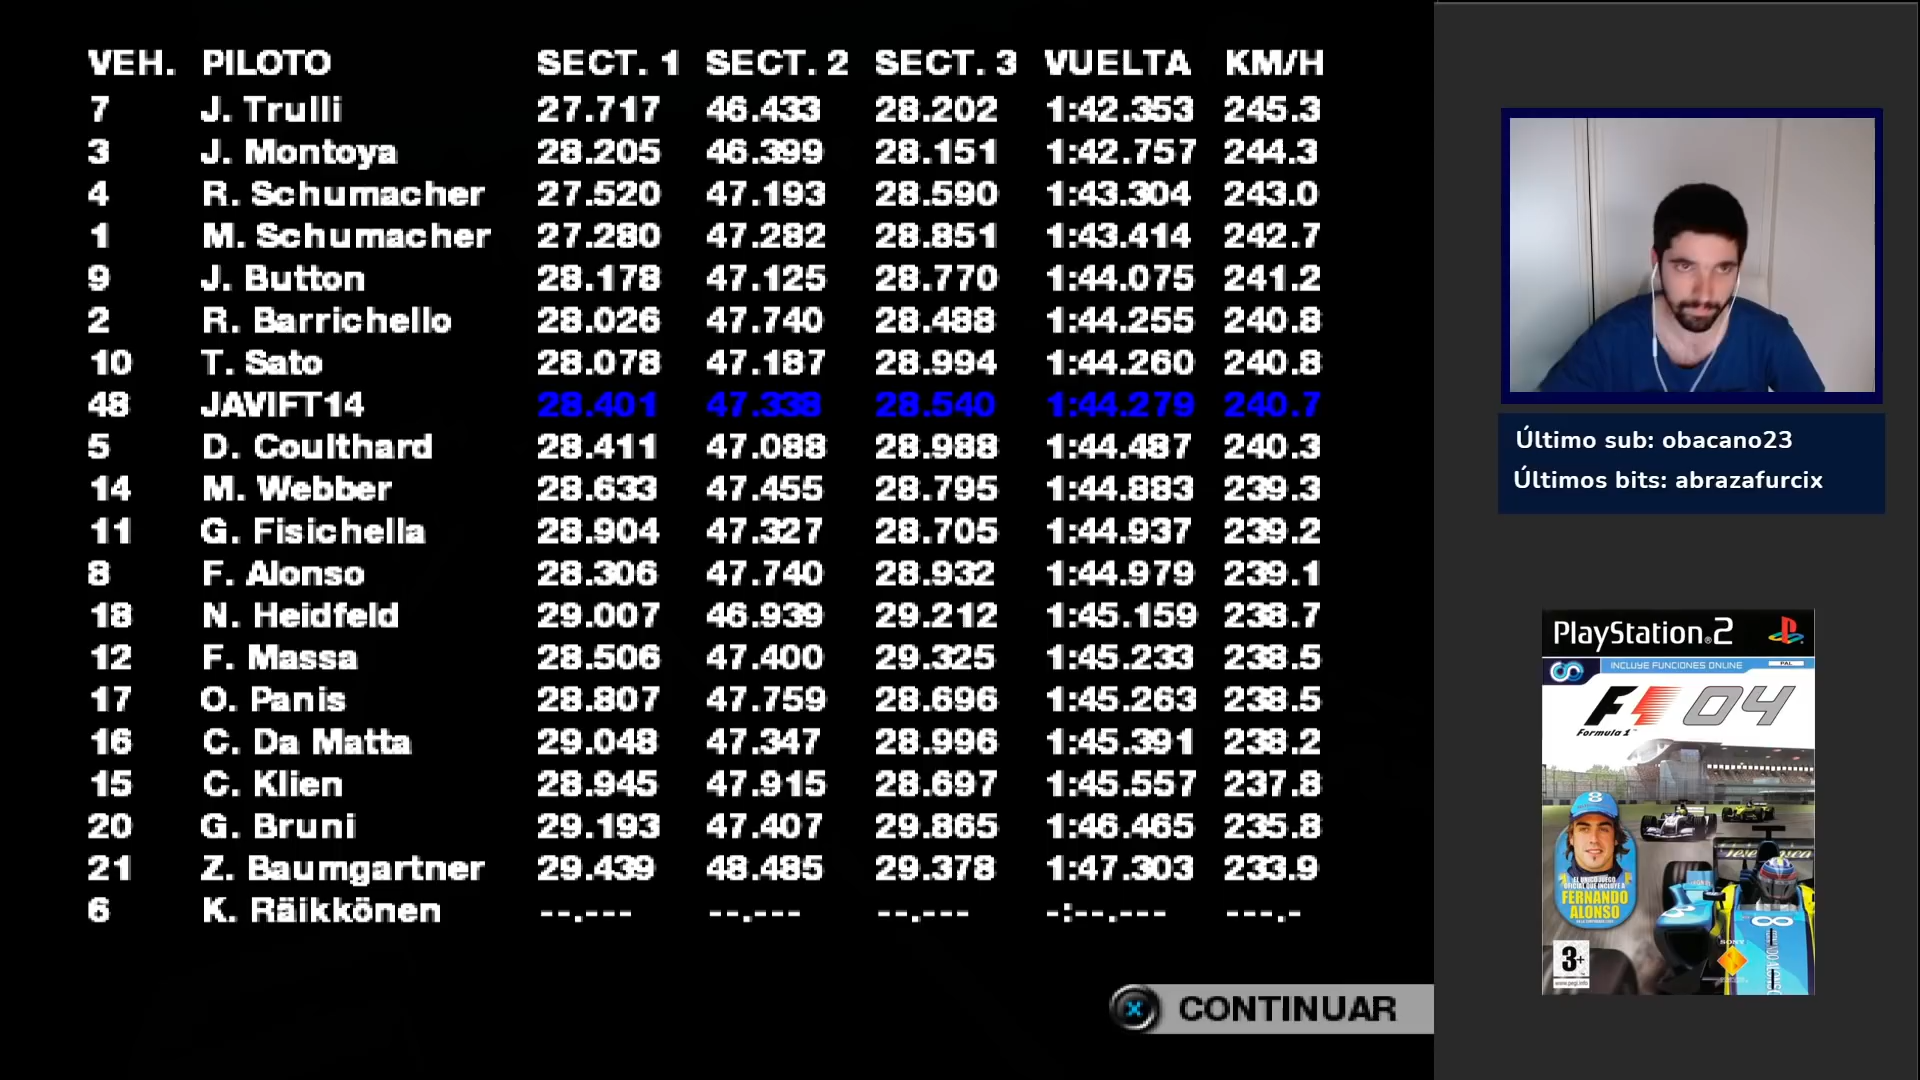 VEH. PILOTO SECT. 1 SECT. 2 SECT. 3 VUELTA KM/H
7 J. Trulli 27.717 46.433 28.202 1:42.353 245.3
3 J. Montoya 28.205 46.399 28.151 1:42.757 244.3
4 R. Schumacher 27.520 47.193 28.590 1:43.304 243.0
1 M. Schumacher 27.280 47.282 28.851 1:43.414 242.7
9 J. Button 28.178 47.125 28.770 1:44.075 241.2
2 R. Barrichello 28.026 47.740 28.488 1:44.255 240.8
10 T. Sato 28.078 47.187 28.994 1:44.260 240.8
48 JAVIFT14 28.401 47.338 28.540 1:44.279 240.7
5 D. Coulthard 28.411 47.088 28.988 1:44.487 240.3
14 M. Webber 28.633 47.455 28.795 1:44.883 239.3
11 G. Fisichella 28.904 47.327 28.705 1:44.937 239.2
8 F. Alonso 28.306 47.740 28.932 1:44.979 239.1
18 N. Heidfeld 29.007 46.939 29.212 1:45.159 238.7
12 F. Massa 28.506 47.400 29.325 1:45.233 238.5
17 O. Panis 28.807 47.759 28.696 1:45.263 238.5
16 C. Da Matta 29.048 47.347 28.996 1:45.391 238.2
15 C. Klien 28.945 47.915 28.697 1:45.557 237.8
20 G. Bruni 29.193 47.407 29.865 1:46.465 235.8
21 Z. Baumgartner 29.439 48.485 29.378 1:47.303 233.9
6 K. Räikkönen --.--- --.--- --.--- -:--.--- ---.-
CONTINUAR
Último sub: obacano23
Últimos bits: abrazafurcix
PlayStation.2
INCLUYE FUNCIONES ONLINE
PAL
F1 04
Formula 1
EL ÚNICO JUEGO
OFICIAL QUE INCLUYE A
FERNANDO
ALONSO
SONY
3+
www.pegi.info